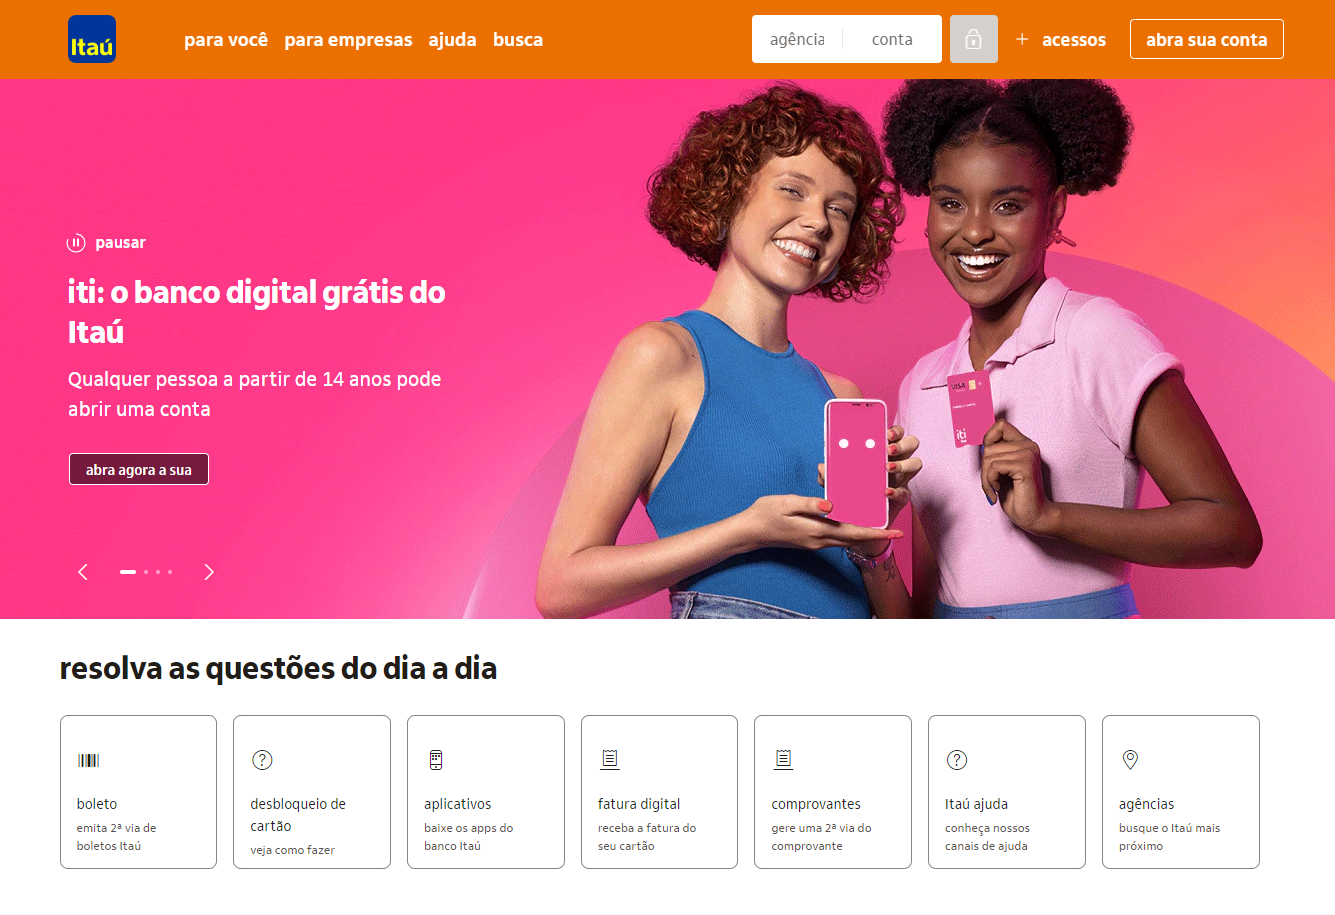 Itaú
para você para empresas ajuda busca
agência conta
acessos
abra sua conta
pausar
iti: o banco digital grátis do
Itaú
Qualquer pessoa a partir de 14 anos pode
abrir uma conta
abra agora a sua
VISA
iti
resolva as questões do dia a dia
boleto
emita 2ª via de
boletos Itaú
desbloqueio de
cartão
veja como fazer
aplicativos
baixe os apps do
banco Itaú
fatura digital
receba a fatura do
seu cartão
comprovantes
gere uma 2ª via do
comprovante
Itaú ajuda
conheça nossos
canais de ajuda
agências
busque o Itaú mais
próximo